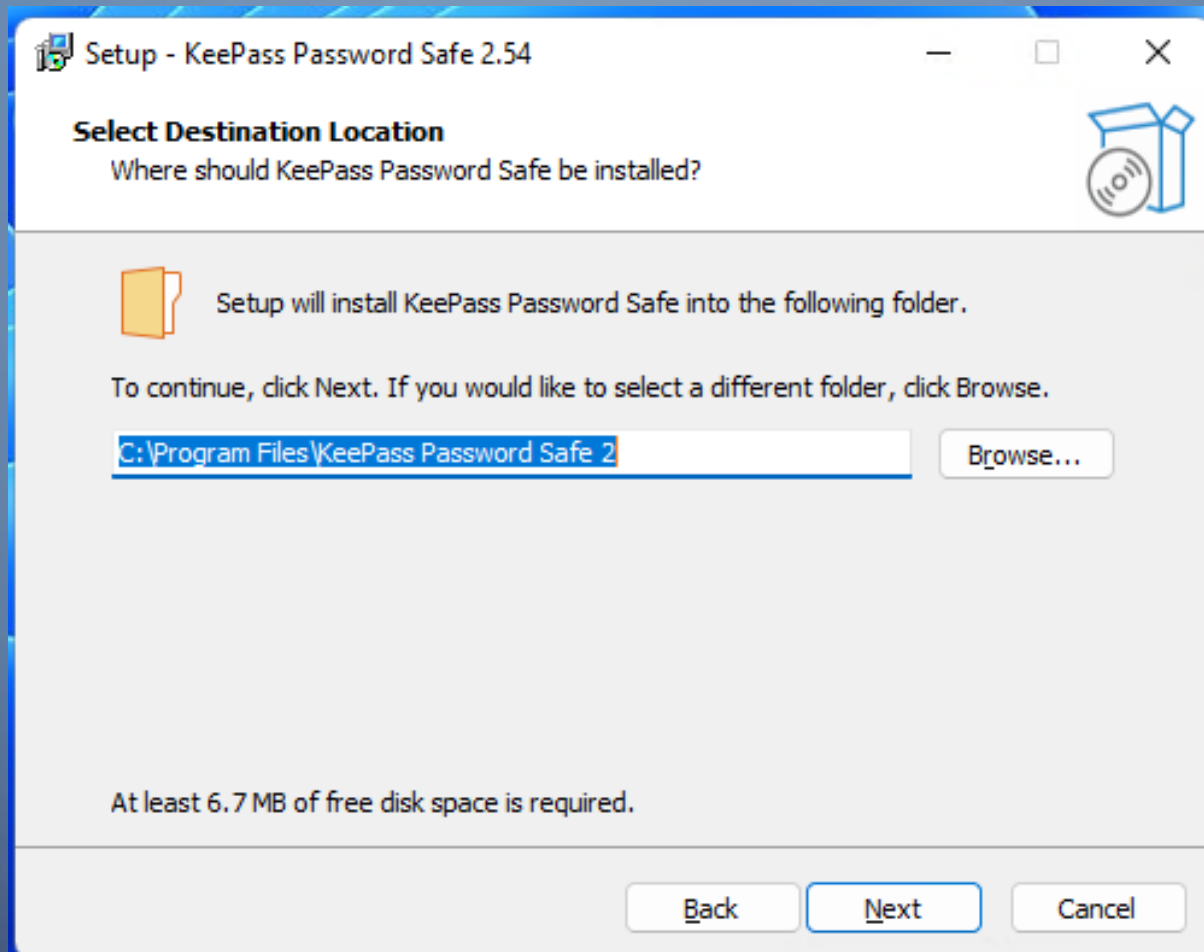 Setup - KeePass Password Safe 2.54
Select Destination Location
Where should KeePass Password Safe be installed?
Setup will install KeePass Password Safe into the following folder.
To continue, click Next. If you would like to select a different folder, click Browse.
C:\Program Files\KeePass Password Safe 2
Browse...
At least 6.7 MB of free disk space is required.
Back Next Cancel